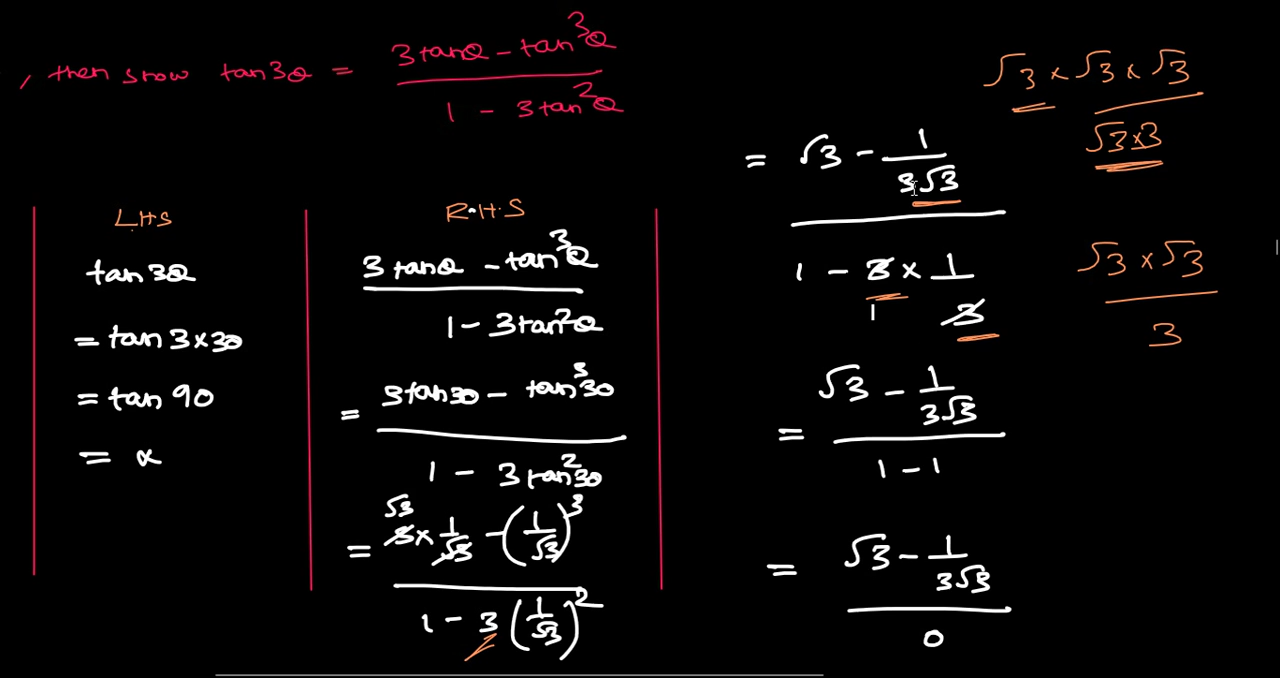 , then show tan3θ = (3tanθ - tan³θ) / (1 - 3tan²θ)
L.H.S
tan3θ
= tan 3×30
= tan 90
= ∝
R.H.S
3tanθ - tan³θ
1 - 3tan²θ
= 3tan30 - tan³30
1 - 3tan²30
√3
= 3 × 1/√3 - (1/√3)³
1 - 3(1/√3)²
= √3 - 1/3√3
1 - 3 × 1/3
1
= √3 - 1/3√3
1 - 1
= √3 - 1/3√3
0
√3 × √3 × √3
√3×3
√3 × √3
3